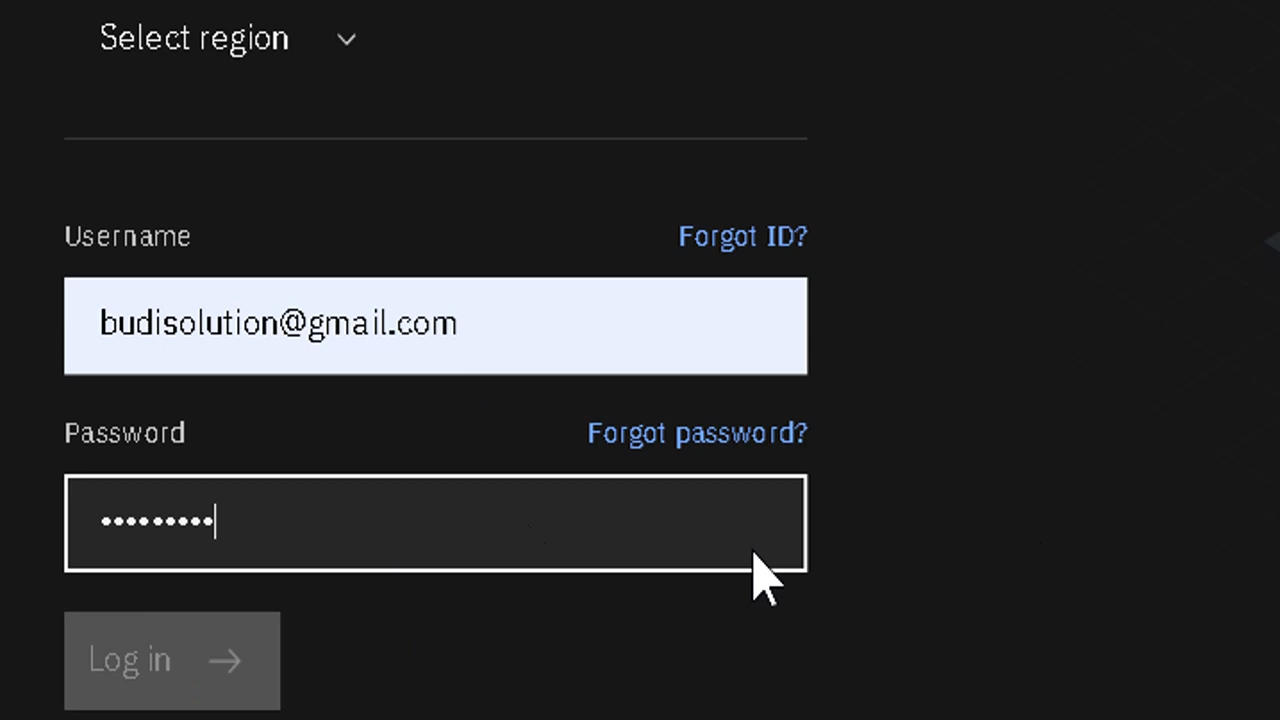 Select region
Username Forgot ID?
budisolution@gmail.com
Password Forgot password?
•••••••••
Log in →